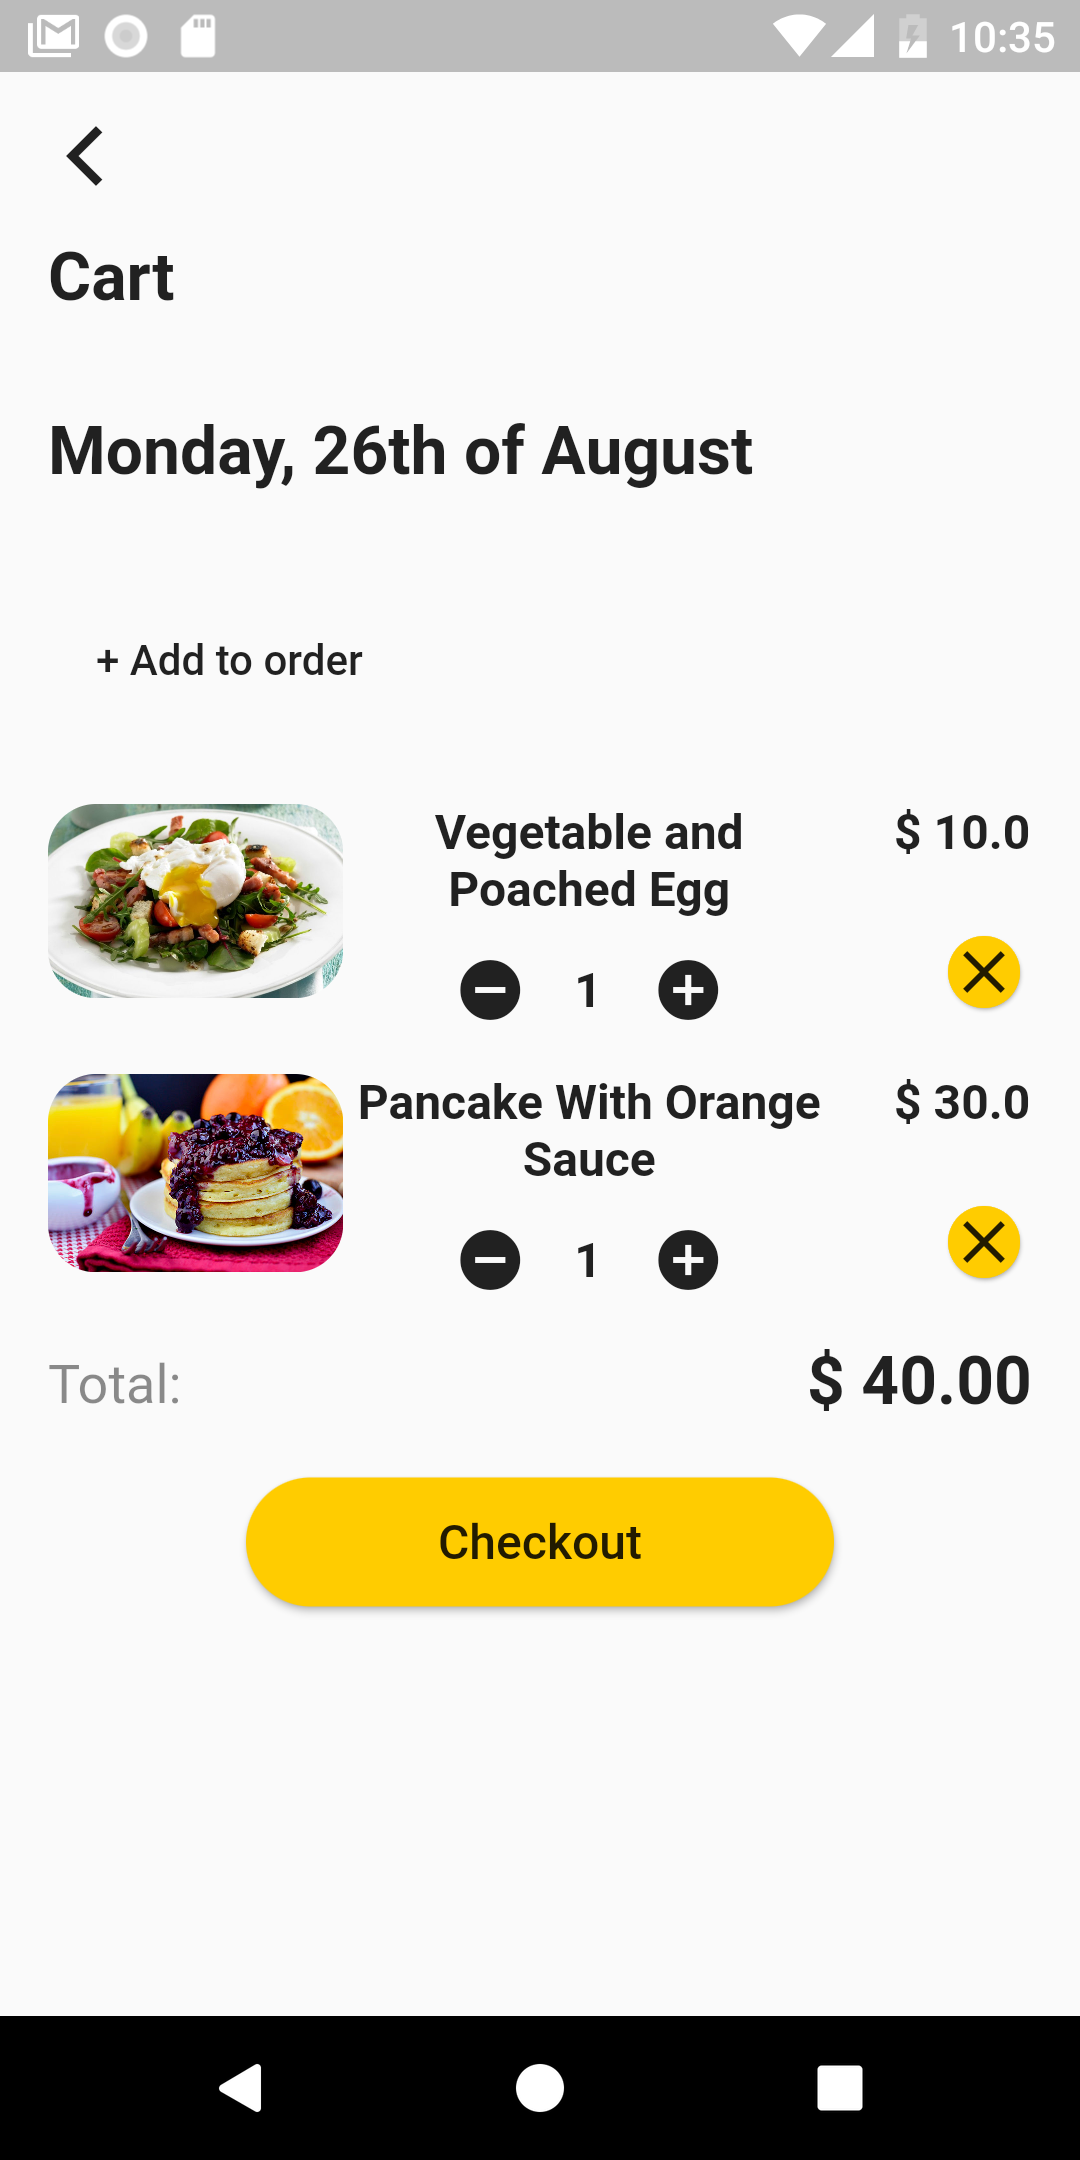 10:35
Cart
Monday, 26th of August
+ Add to order
Vegetable and
Poached Egg
$ 10.0
1
Pancake With Orange
Sauce
$ 30.0
1
Total:
$ 40.00
Checkout